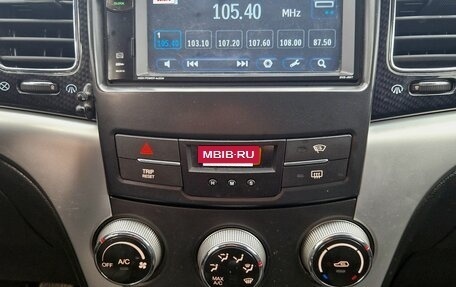 105.40 MHz
1
105.40 103.10 107.20 107.60 108.00 87.50
TRIP
RESET
MBIB-RU
OFF A/C
MAX
A/C